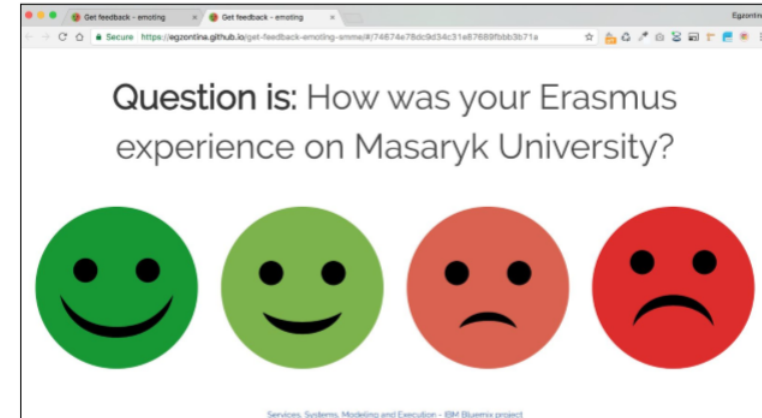 Get feedback - emoting
Get feedback - emoting
Egzontina
Secure https://egzontina.github.io/get-feedback-emoting-smme/#/74674e78dc9d34c31e87689fbbb3b71a
Question is: How was your Erasmus
experience on Masaryk University?
Services, Systems, Modeling and Execution - IBM Bluemix project